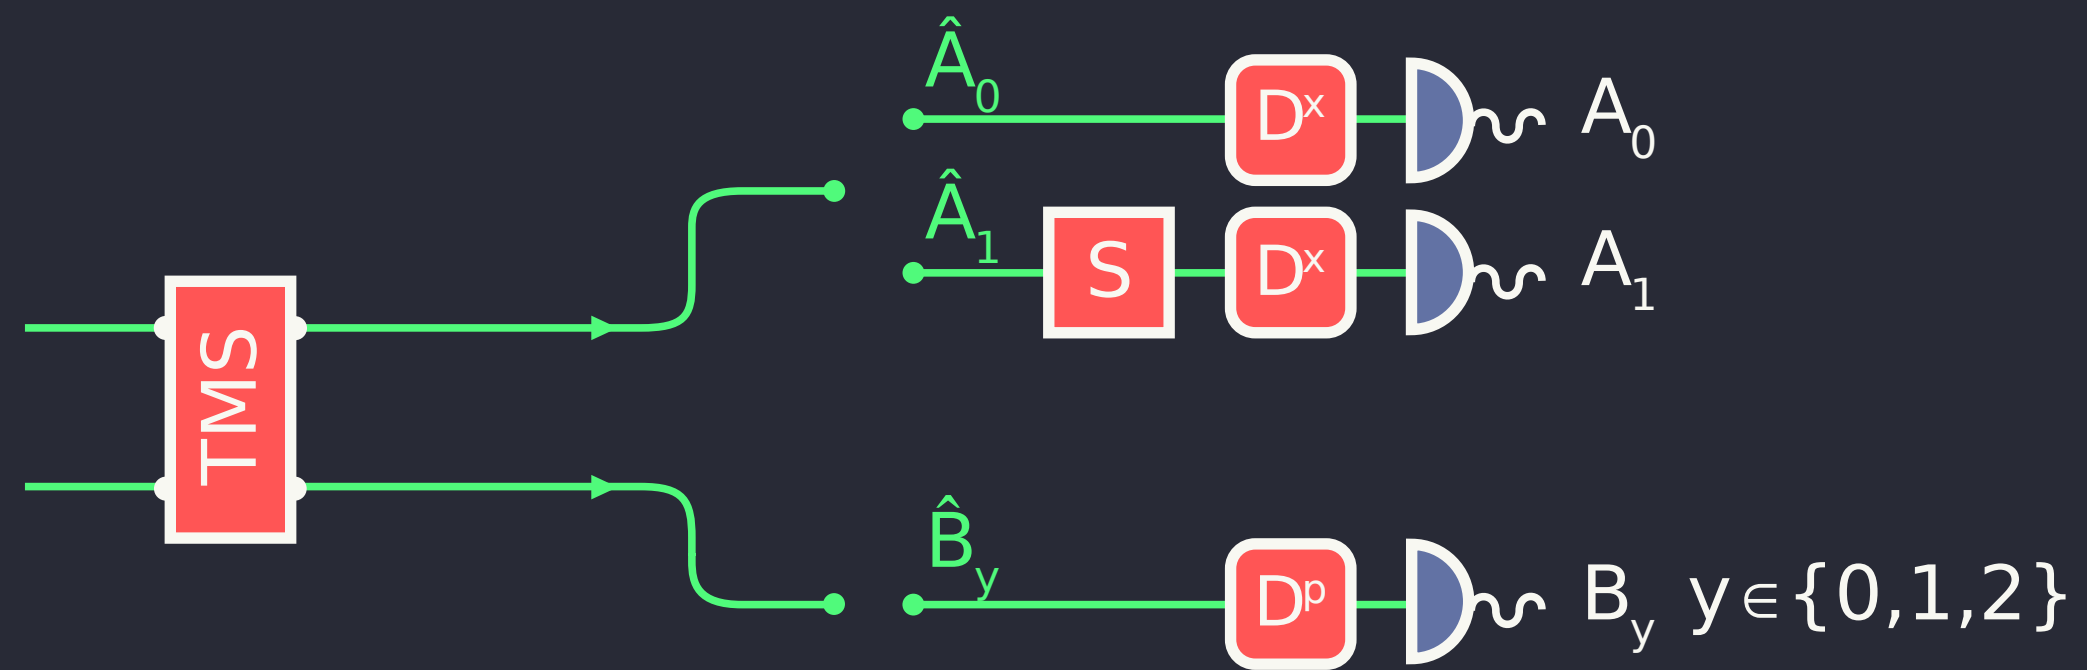 Â₀
Dˣ
A₀
Â₁
S
Dˣ
A₁
TMS
B̂y
Dᵖ
By y∈{0,1,2}